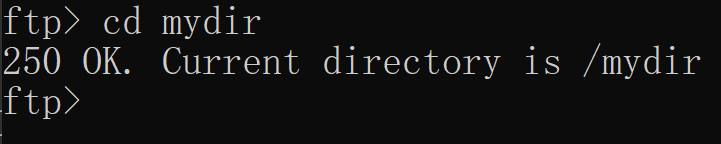 ftp> cd mydir
250 OK. Current directory is /mydir
ftp>